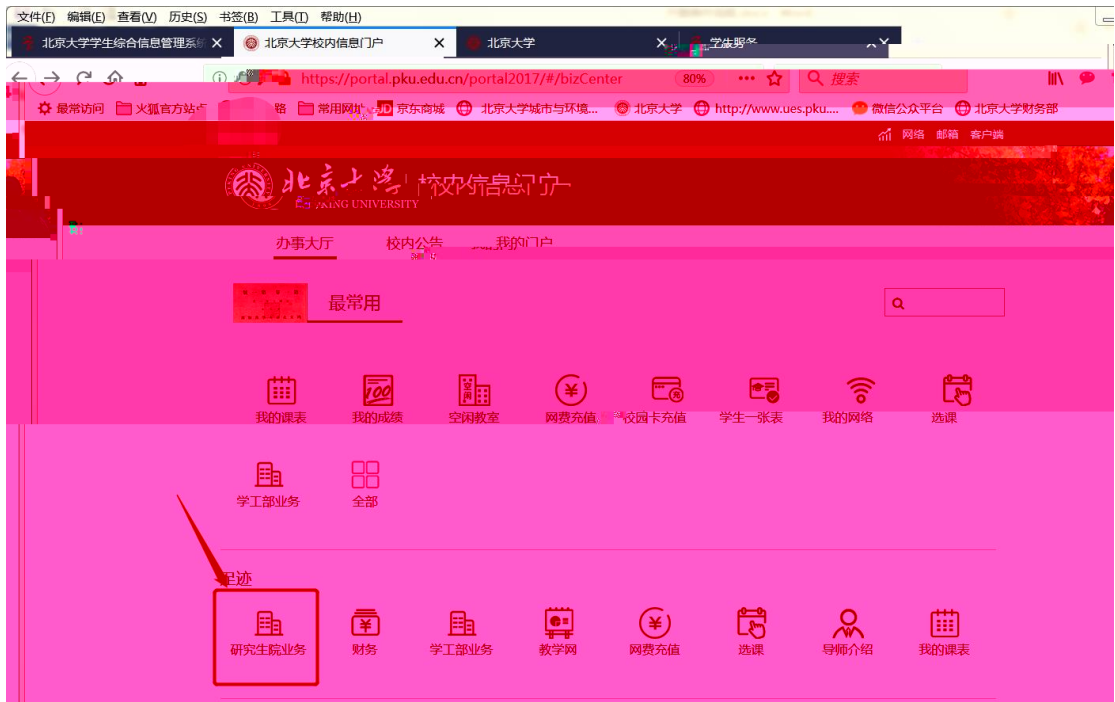 文件(F) 编辑(E) 查看(V) 历史(S) 书签(B) 工具(T) 帮助(H)
北京大学学生综合信息管理系统 北京大学校内信息门户 北京大学
https://portal.pku.edu.cn/portal2017/#/bizCenter 80% 搜索
最常访问 火狐官方站点 常用网址 JD 京东商城 北京大学城市与环境... 北京大学 http://www.ues.pku.... 微信公众平台 北京大学财务部
网络 邮箱 客户端
北京大学 校内信息门户
UNIVERSITY
办事大厅 校内公告 我的门户
最常用
我的课表 我的成绩 空闲教室 网费充值 校园卡充值 学生一张表 我的网络 选课
学工部业务 全部
足迹
研究生院业务 财务 学工部业务 教学网 网费充值 选课 导师介绍 我的课表